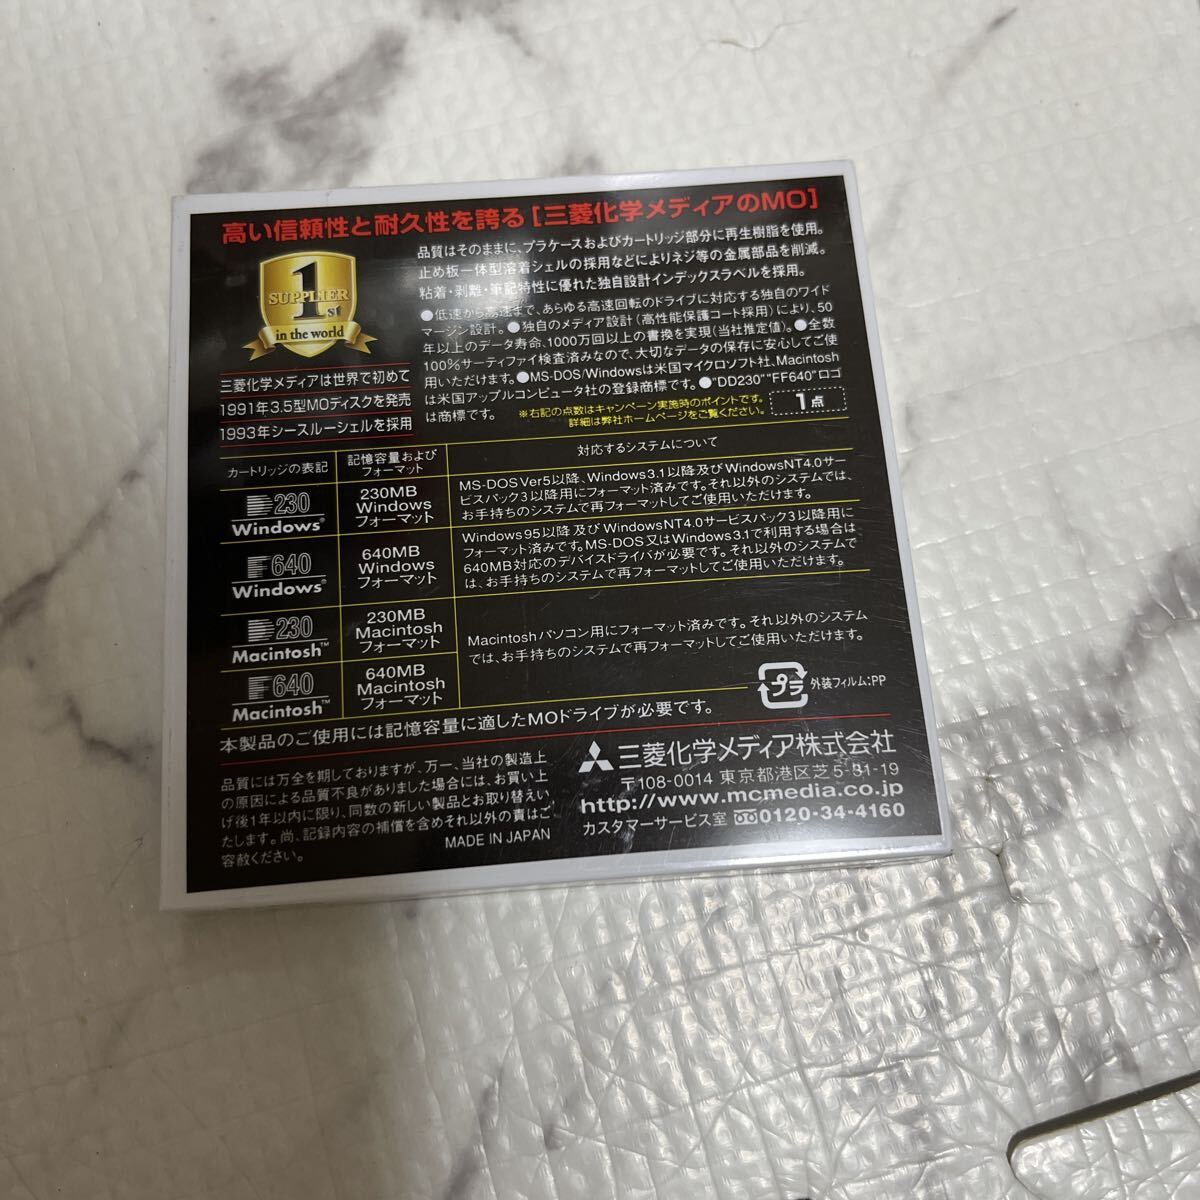 高い信頼性と耐久性を誇る［三菱化学メディアのMO］
1
SUPPLIER
st
in the world
三菱化学メディアは世界で初めて
1991年3.5型MOディスクを発売
1993年シースルーシェルを採用
品質はそのままに、プラケースおよびカートリッジ部分に再生樹脂を使用。
止め板一体型溶着シェルの採用などによりネジ等の金属部品を削減。
粘着・剥離・筆記特性に優れた独自設計インデックスラベルを採用。
●低速から高速まで、あらゆる高速回転のドライブに対応する独自のワイド
マージン設計。●独自のメディア設計（高性能保護コート採用）により、50
年以上のデータ寿命、1000万回以上の書換を実現（当社推定値）。●全数
100%サーティファイ検査済みなので、大切なデータの保存に安心してご使
用いただけます。●MS-DOS/Windowsは米国マイクロソフト社、Macintosh
は米国アップルコンピュータ社の登録商標です。●"DD230""FF640"ロゴ
は商標です。
※右記の点数はキャンペーン実施時のポイントです。
詳細は弊社ホームページをご覧ください。
1点
カートリッジの表記
記憶容量および
フォーマット
対応するシステムについて
230
Windows®
230MB
Windows
フォーマット
MS-DOS Ver5以降、Windows3.1以降及びWindowsNT4.0サー
ビスパック3以降用にフォーマット済みです。それ以外のシステムでは、
お手持ちのシステムで再フォーマットしてご使用いただけます。
640
Windows®
640MB
Windows
フォーマット
Windows95以降及びWindowsNT4.0サービスパック3以降用に
フォーマット済みです。MS-DOS又はWindows3.1で利用する場合は
640MB対応のデバイスドライバが必要です。それ以外のシステムで
は、お手持ちのシステムで再フォーマットしてご使用いただけます。
230
Macintosh™
230MB
Macintosh
フォーマット
Macintoshパソコン用にフォーマット済みです。それ以外のシステム
では、お手持ちのシステムで再フォーマットしてご使用いただけます。
640
Macintosh™
640MB
Macintosh
フォーマット
プラ
外装フィルム:PP
本製品のご使用には記憶容量に適したMOドライブが必要です。
品質には万全を期しておりますが、万一、当社の製造上
の原因による品質不良がありました場合には、お買い上
げ後1年以内に限り、同数の新しい製品とお取り替えい
たします。尚、記録内容の補償を含めそれ以外の責はご
容赦ください。
MADE IN JAPAN
三菱化学メディア株式会社
〒108-0014 東京都港区芝5-31-19
http://www.mcmedia.co.jp
カスタマーサービス室 0120-34-4160